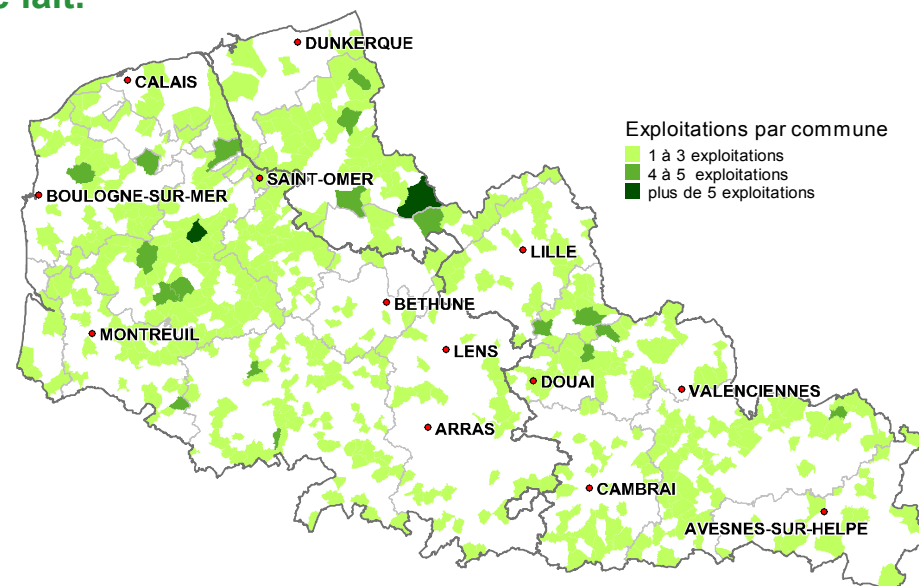 lait.
DUNKERQUE
CALAIS
Exploitations par commune
1 à 3 exploitations
4 à 5 exploitations
plus de 5 exploitations
SAINT-OMER
BOULOGNE-SUR-MER
LILLE
BETHUNE
MONTREUIL
LENS
DOUAI
VALENCIENNES
ARRAS
CAMBRAI
AVESNES-SUR-HELPE